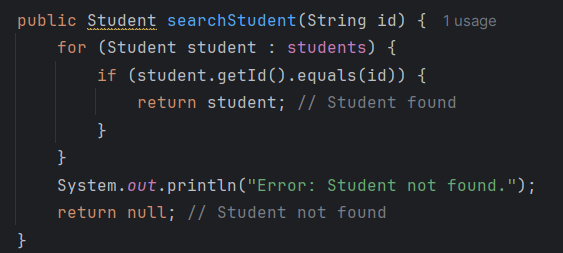 public Student searchStudent(String id) { 1 usage
for (Student student : students) {
if (student.getId().equals(id)) {
return student; // Student found
}
}
System.out.println("Error: Student not found.");
return null; // Student not found
}